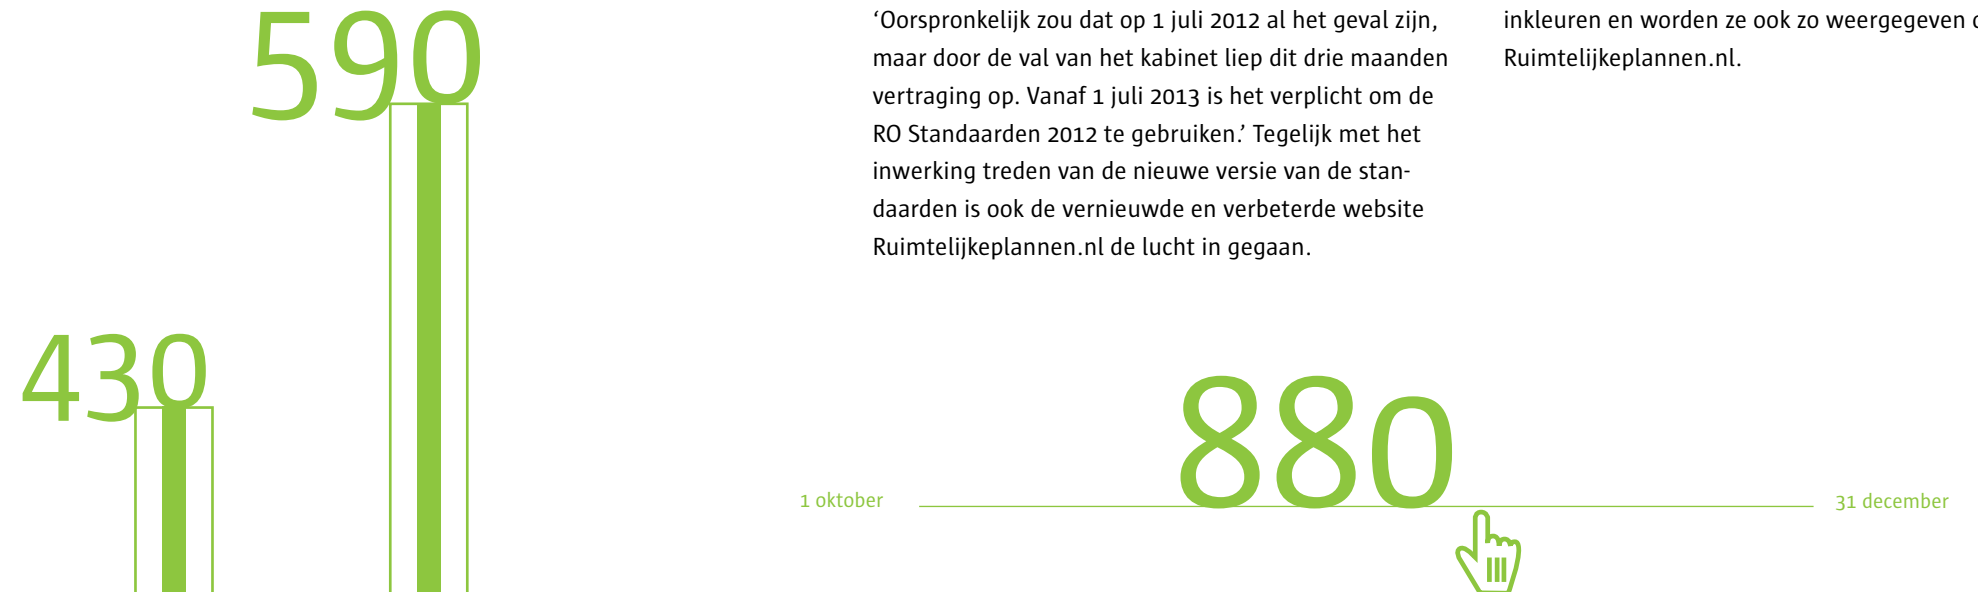 590
430
‘Oorspronkelijk zou dat op 1 juli 2012 al het geval zijn,
maar door de val van het kabinet liep dit drie maanden
vertraging op. Vanaf 1 juli 2013 is het verplicht om de
RO Standaarden 2012 te gebruiken.’ Tegelijk met het
inwerking treden van de nieuwe versie van de stan-
daarden is ook de vernieuwde en verbeterde website
Ruimtelijkeplannen.nl de lucht in gegaan.
inkleuren en worden ze ook zo weergegeven
Ruimtelijkeplannen.nl.
880
1 oktober
31 december